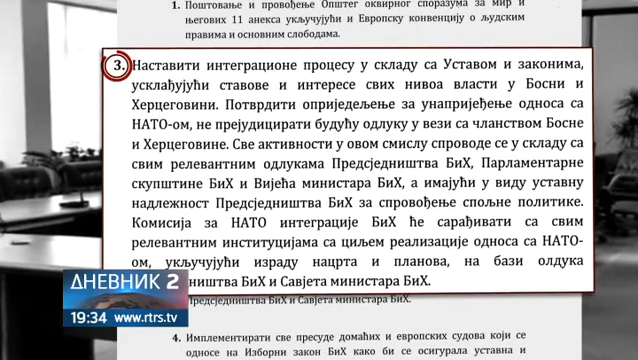 1. Поштовање и провођење Општег оквирног споразума за мир и
његових 11 анекса укључујући и Европску конвенцију о људским
правима и основним слободама.
3. Наставити интеграционе процесу у складу са Уставом и законима,
усклађујући ставове и интересе свих нивоа власти у Босни и
Херцеговини. Потврдити оприједељење за унапријеђење односа са
НАТО-ом, не прејудицирати будућу одлуку у вези са чланством Босне
и Херцеговине. Све активности у овом смислу спроводе се у складу са
свим релевантним одлукама Предсједништва БиХ, Парламентарне
скупштине БиХ и Вијећа министара БиХ, а имајући у виду уставну
надлежност Предсједништва БиХ за спровођење спољне политике.
Комисија за НАТО интеграције БиХ ће сарађивати са свим
релевантним институцијама са циљем реализације односа са НАТО-
ом, укључујући израду нацрта и планова, на бази олдука
дништва БиХ и Савјета министара БиХ.
Предсједништва БиХ и Савјета министара БиХ.
4. Имплементирати све пресуде домаћих и европских судова који се
односе на Изборни закон БиХ како би се осигурала уставна и
ДНЕВНИК 2
19:34 www.rtrs.tv